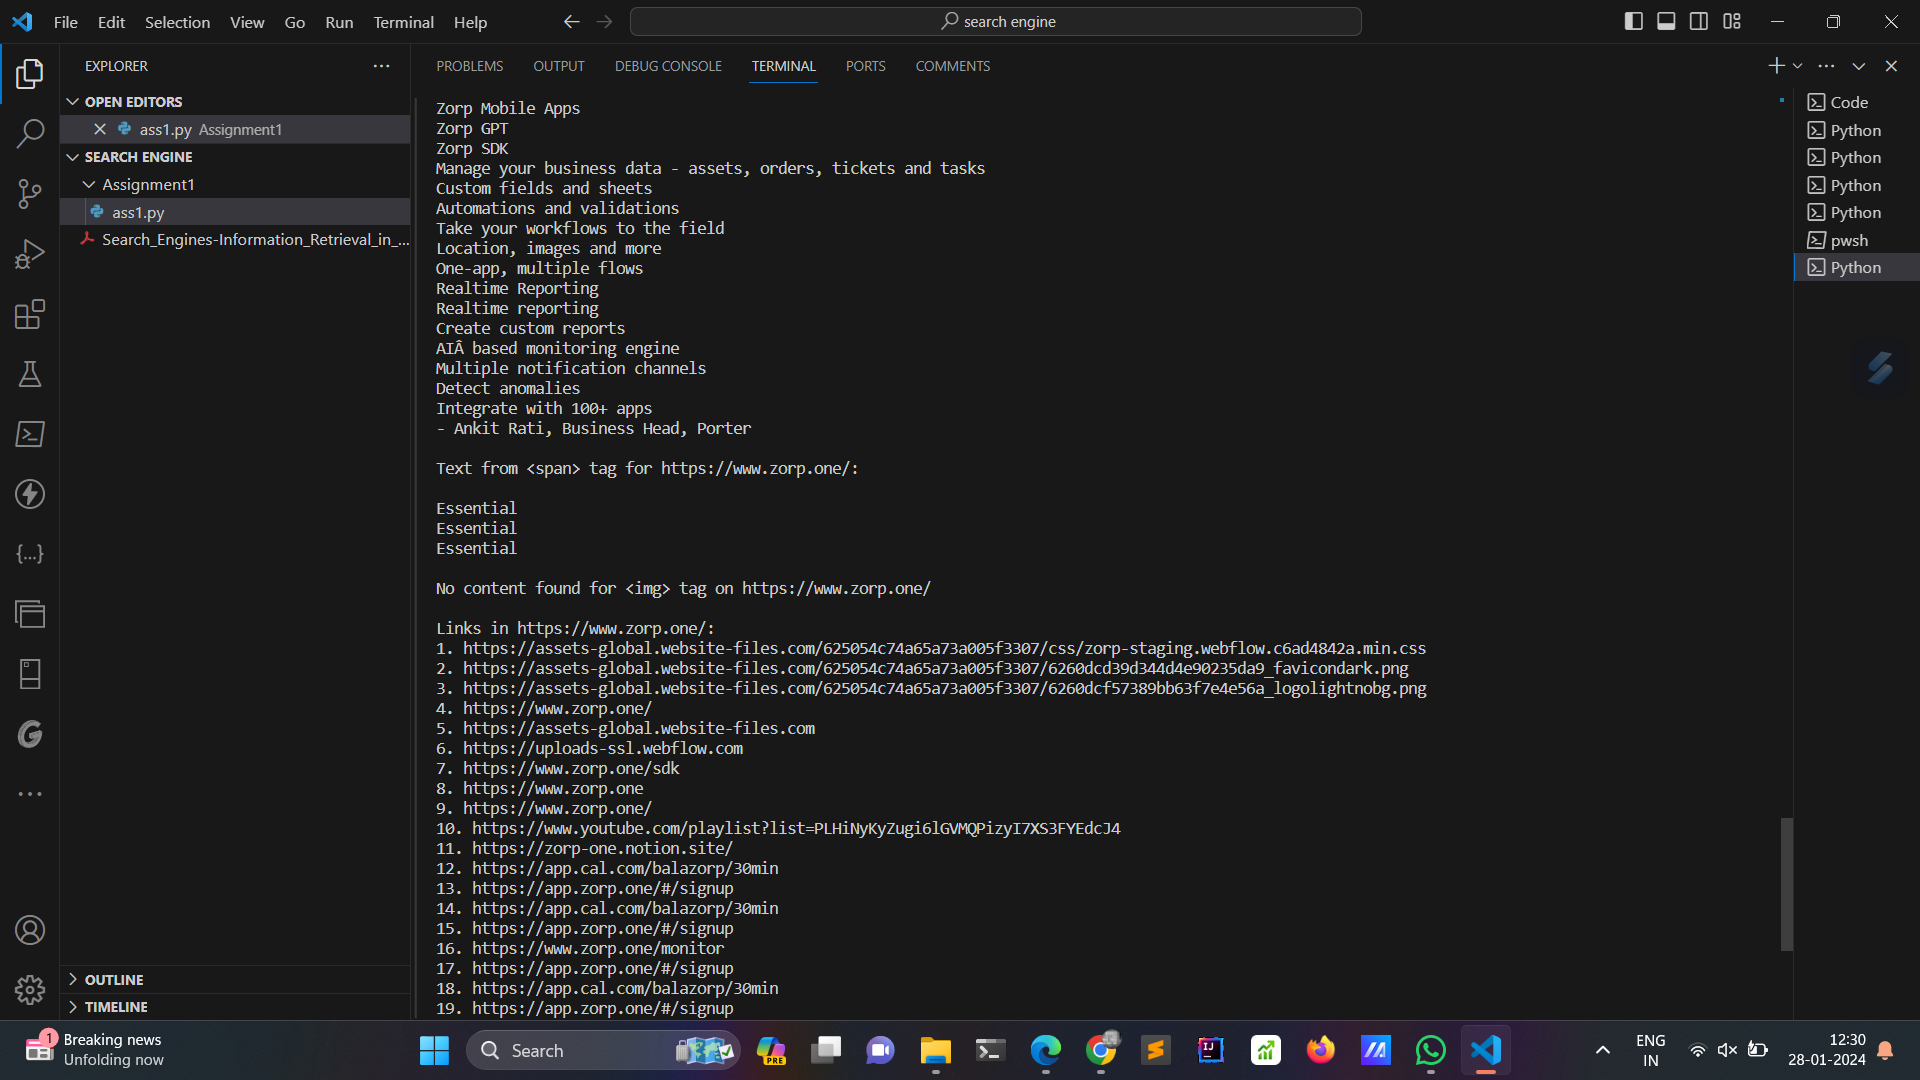 File Edit Selection View Go Run Terminal Help
search engine
EXPLORER
OPEN EDITORS
ass1.py Assignment1
SEARCH ENGINE
Assignment1
ass1.py
Search_Engines-Information_Retrieval_in_...
OUTLINE
TIMELINE
PROBLEMS OUTPUT DEBUG CONSOLE TERMINAL PORTS COMMENTS
Zorp Mobile Apps
Zorp GPT
Zorp SDK
Manage your business data - assets, orders, tickets and tasks
Custom fields and sheets
Automations and validations
Take your workflows to the field
Location, images and more
One-app, multiple flows
Realtime Reporting
Realtime reporting
Create custom reports
AIÂ based monitoring engine
Multiple notification channels
Detect anomalies
Integrate with 100+ apps
- Ankit Rati, Business Head, Porter
Text from <span> tag for https://www.zorp.one/:
Essential
Essential
Essential
No content found for <img> tag on https://www.zorp.one/
Links in https://www.zorp.one/:
1. https://assets-global.website-files.com/625054c74a65a73a005f3307/css/zorp-staging.webflow.c6ad4842a.min.css
2. https://assets-global.website-files.com/625054c74a65a73a005f3307/6260dcd39d344d4e90235da9_favicondark.png
3. https://assets-global.website-files.com/625054c74a65a73a005f3307/6260dcf57389bb63f7e4e56a_logolightnobg.png
4. https://www.zorp.one/
5. https://assets-global.website-files.com
6. https://uploads-ssl.webflow.com
7. https://www.zorp.one/sdk
8. https://www.zorp.one
9. https://www.zorp.one/
10. https://www.youtube.com/playlist?list=PLHiNyKyZugi6lGVMQPizyI7XS3FYEdcJ4
11. https://zorp-one.notion.site/
12. https://app.cal.com/balazorp/30min
13. https://app.zorp.one/#/signup
14. https://app.cal.com/balazorp/30min
15. https://app.zorp.one/#/signup
16. https://www.zorp.one/monitor
17. https://app.zorp.one/#/signup
18. https://app.cal.com/balazorp/30min
19. https://app.zorp.one/#/signup
Code
Python
Python
Python
Python
pwsh
Python
1
Breaking news
Unfolding now
Search
PRE
IJ
ENG
IN
12:30
28-01-2024